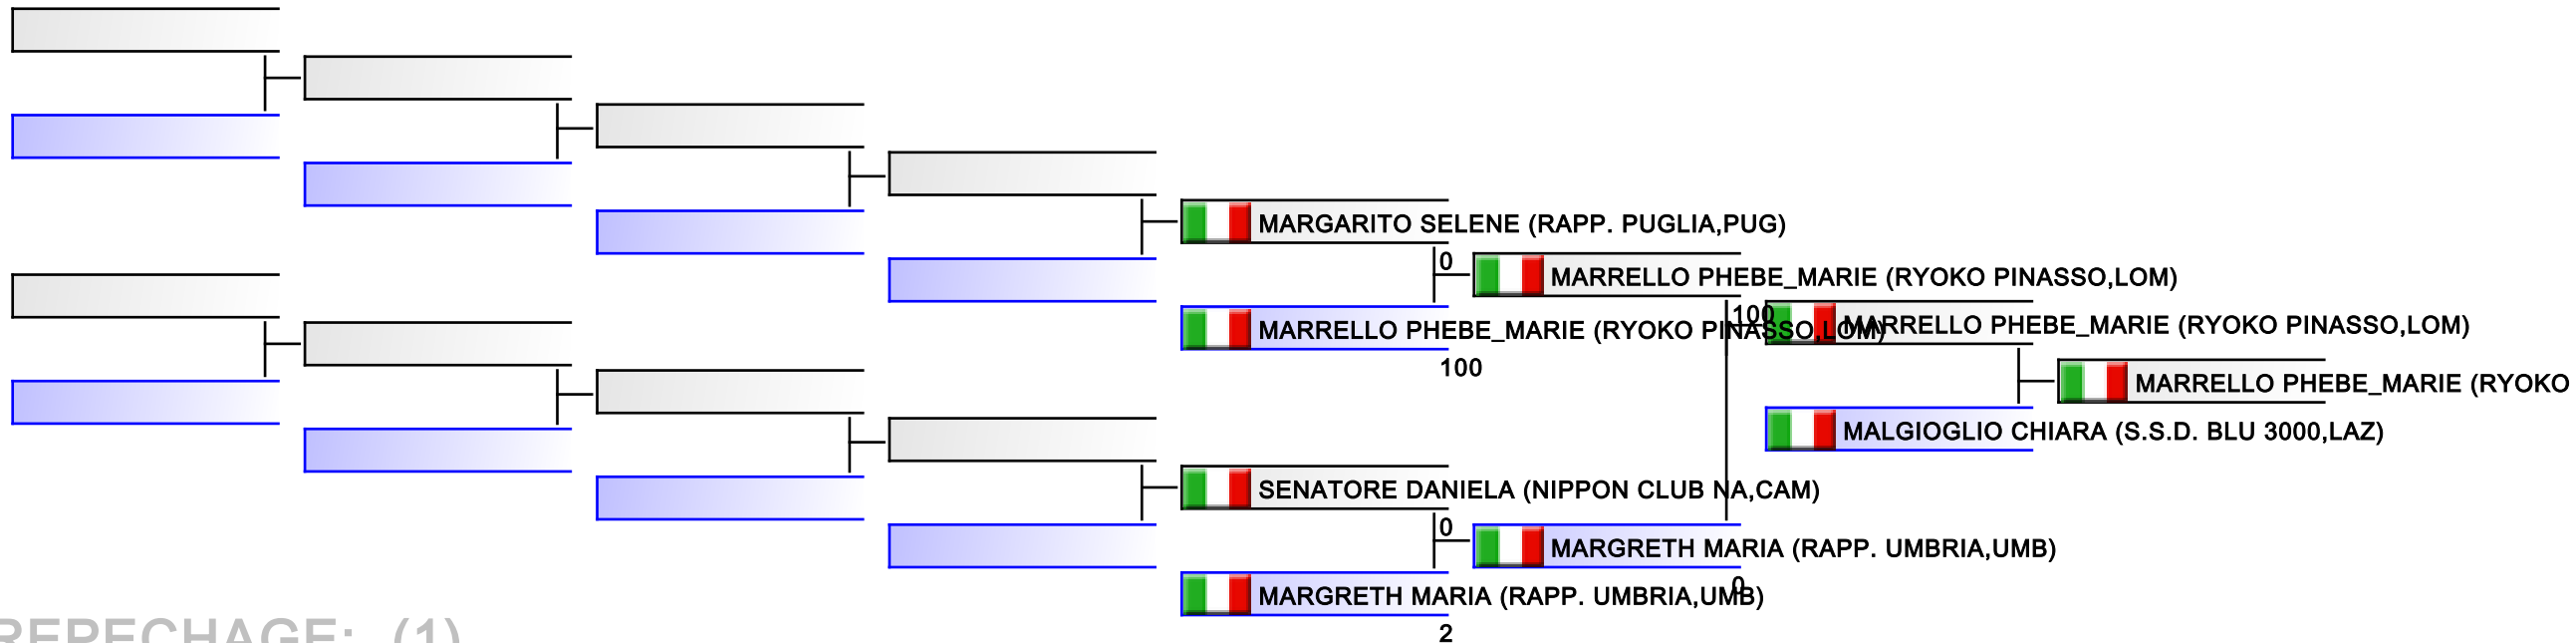 MARGARITO SELENE (RAPP. PUGLIA,PUG)
0
MARRELLO PHEBE_MARIE (RYOKO PINASSO,LOM)
100
MARRELLO PHEBE_MARIE (RYOKO PINASSO,LOM)
MARRELLO PHEBE_MARIE (RYOKO PINASSO,LOM)
100
MARRELLO PHEBE_MARIE (RYOKO
MALGIOGLIO CHIARA (S.S.D. BLU 3000,LAZ)
SENATORE DANIELA (NIPPON CLUB NA,CAM)
0
MARGRETH MARIA (RAPP. UMBRIA,UMB)
0
MARGRETH MARIA (RAPP. UMBRIA,UMB)
2
REPECHAGE: (1)